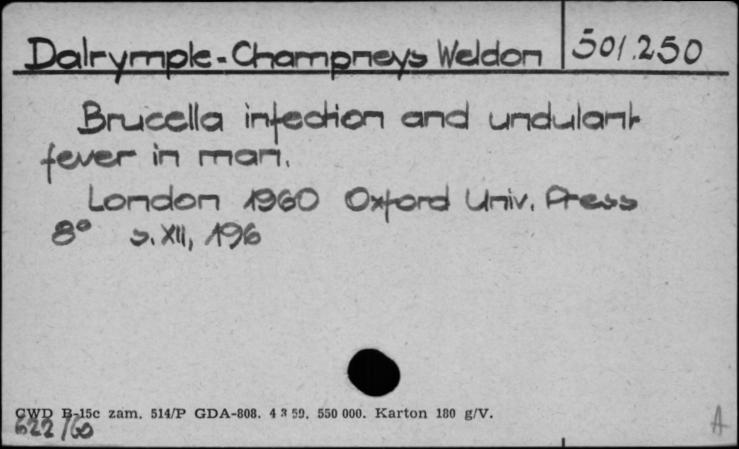 Dalrymple-Champneys Weldon 501.250
Brucella infection and undulant
fever in man.
London 1960 Oxford Univ. Press
8° s. XII, 196
CWD B-15c zam. 514/P GDA-808. 4 3 59. 550 000. Karton 180 g/V.
622/60
A